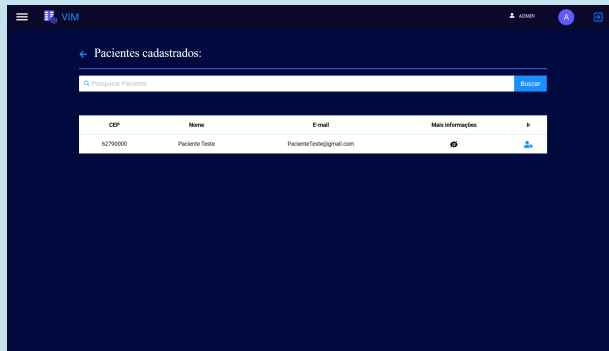 VIM
ADMIN
A
Pacientes cadastrados:
Pesquisar Paciente
Buscar
CEP Nome E-mail Mais informações Ir
62790000 Paciente Teste PacienteTeste@gmail.com